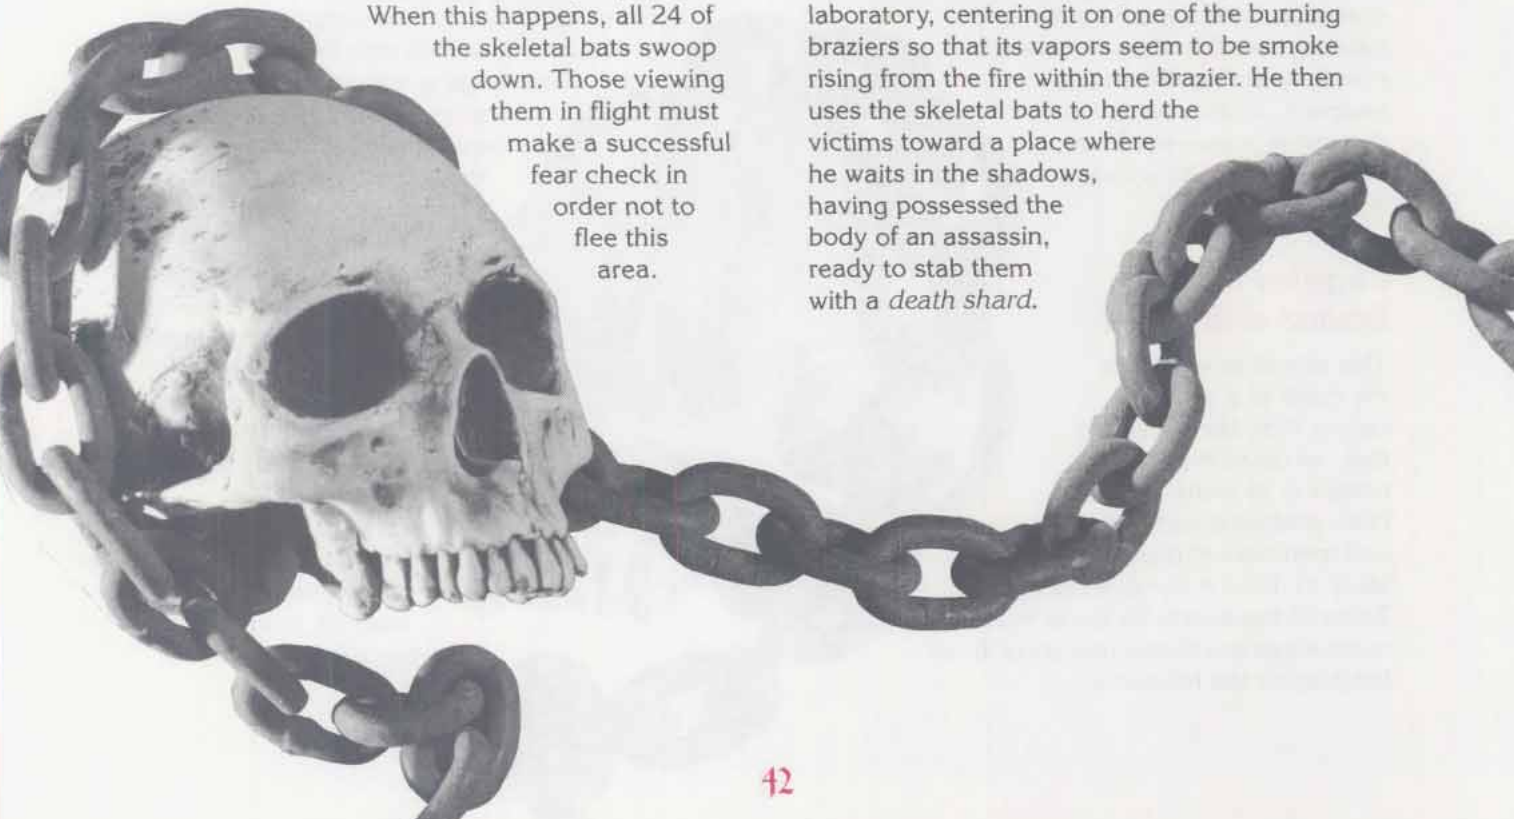 When this happens, all 24 of
the skeletal bats swoop
down. Those viewing
them in flight must
make a successful
fear check in
order not to
flee this
area.
laboratory, centering it on one of the burning
braziers so that its vapors seem to be smoke
rising from the fire within the brazier. He then
uses the skeletal bats to herd the
victims toward a place where
he waits in the shadows,
having possessed the
body of an assassin,
ready to stab them
with a death shard.
42